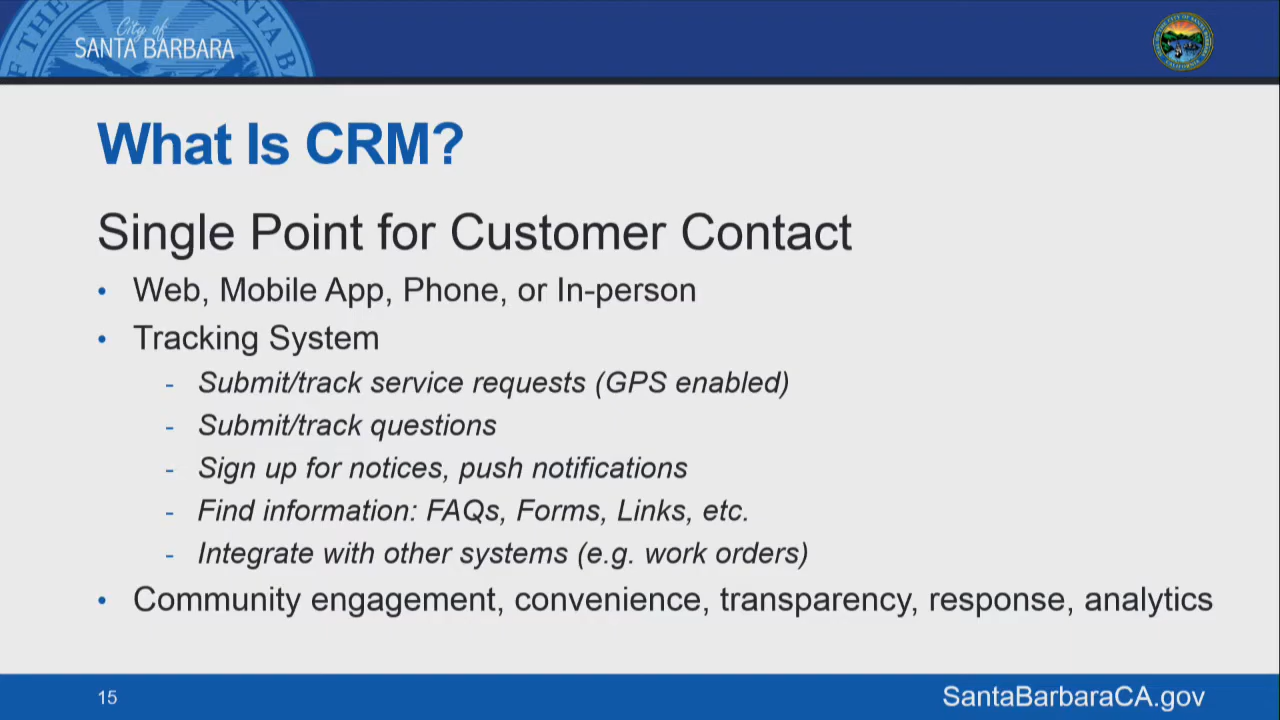 City of
SANTA BARBARA
What Is CRM?
Single Point for Customer Contact
• Web, Mobile App, Phone, or In-person
• Tracking System
- Submit/track service requests (GPS enabled)
- Submit/track questions
- Sign up for notices, push notifications
- Find information: FAQs, Forms, Links, etc.
- Integrate with other systems (e.g. work orders)
• Community engagement, convenience, transparency, response, analytics
15
SantaBarbaraCA.gov